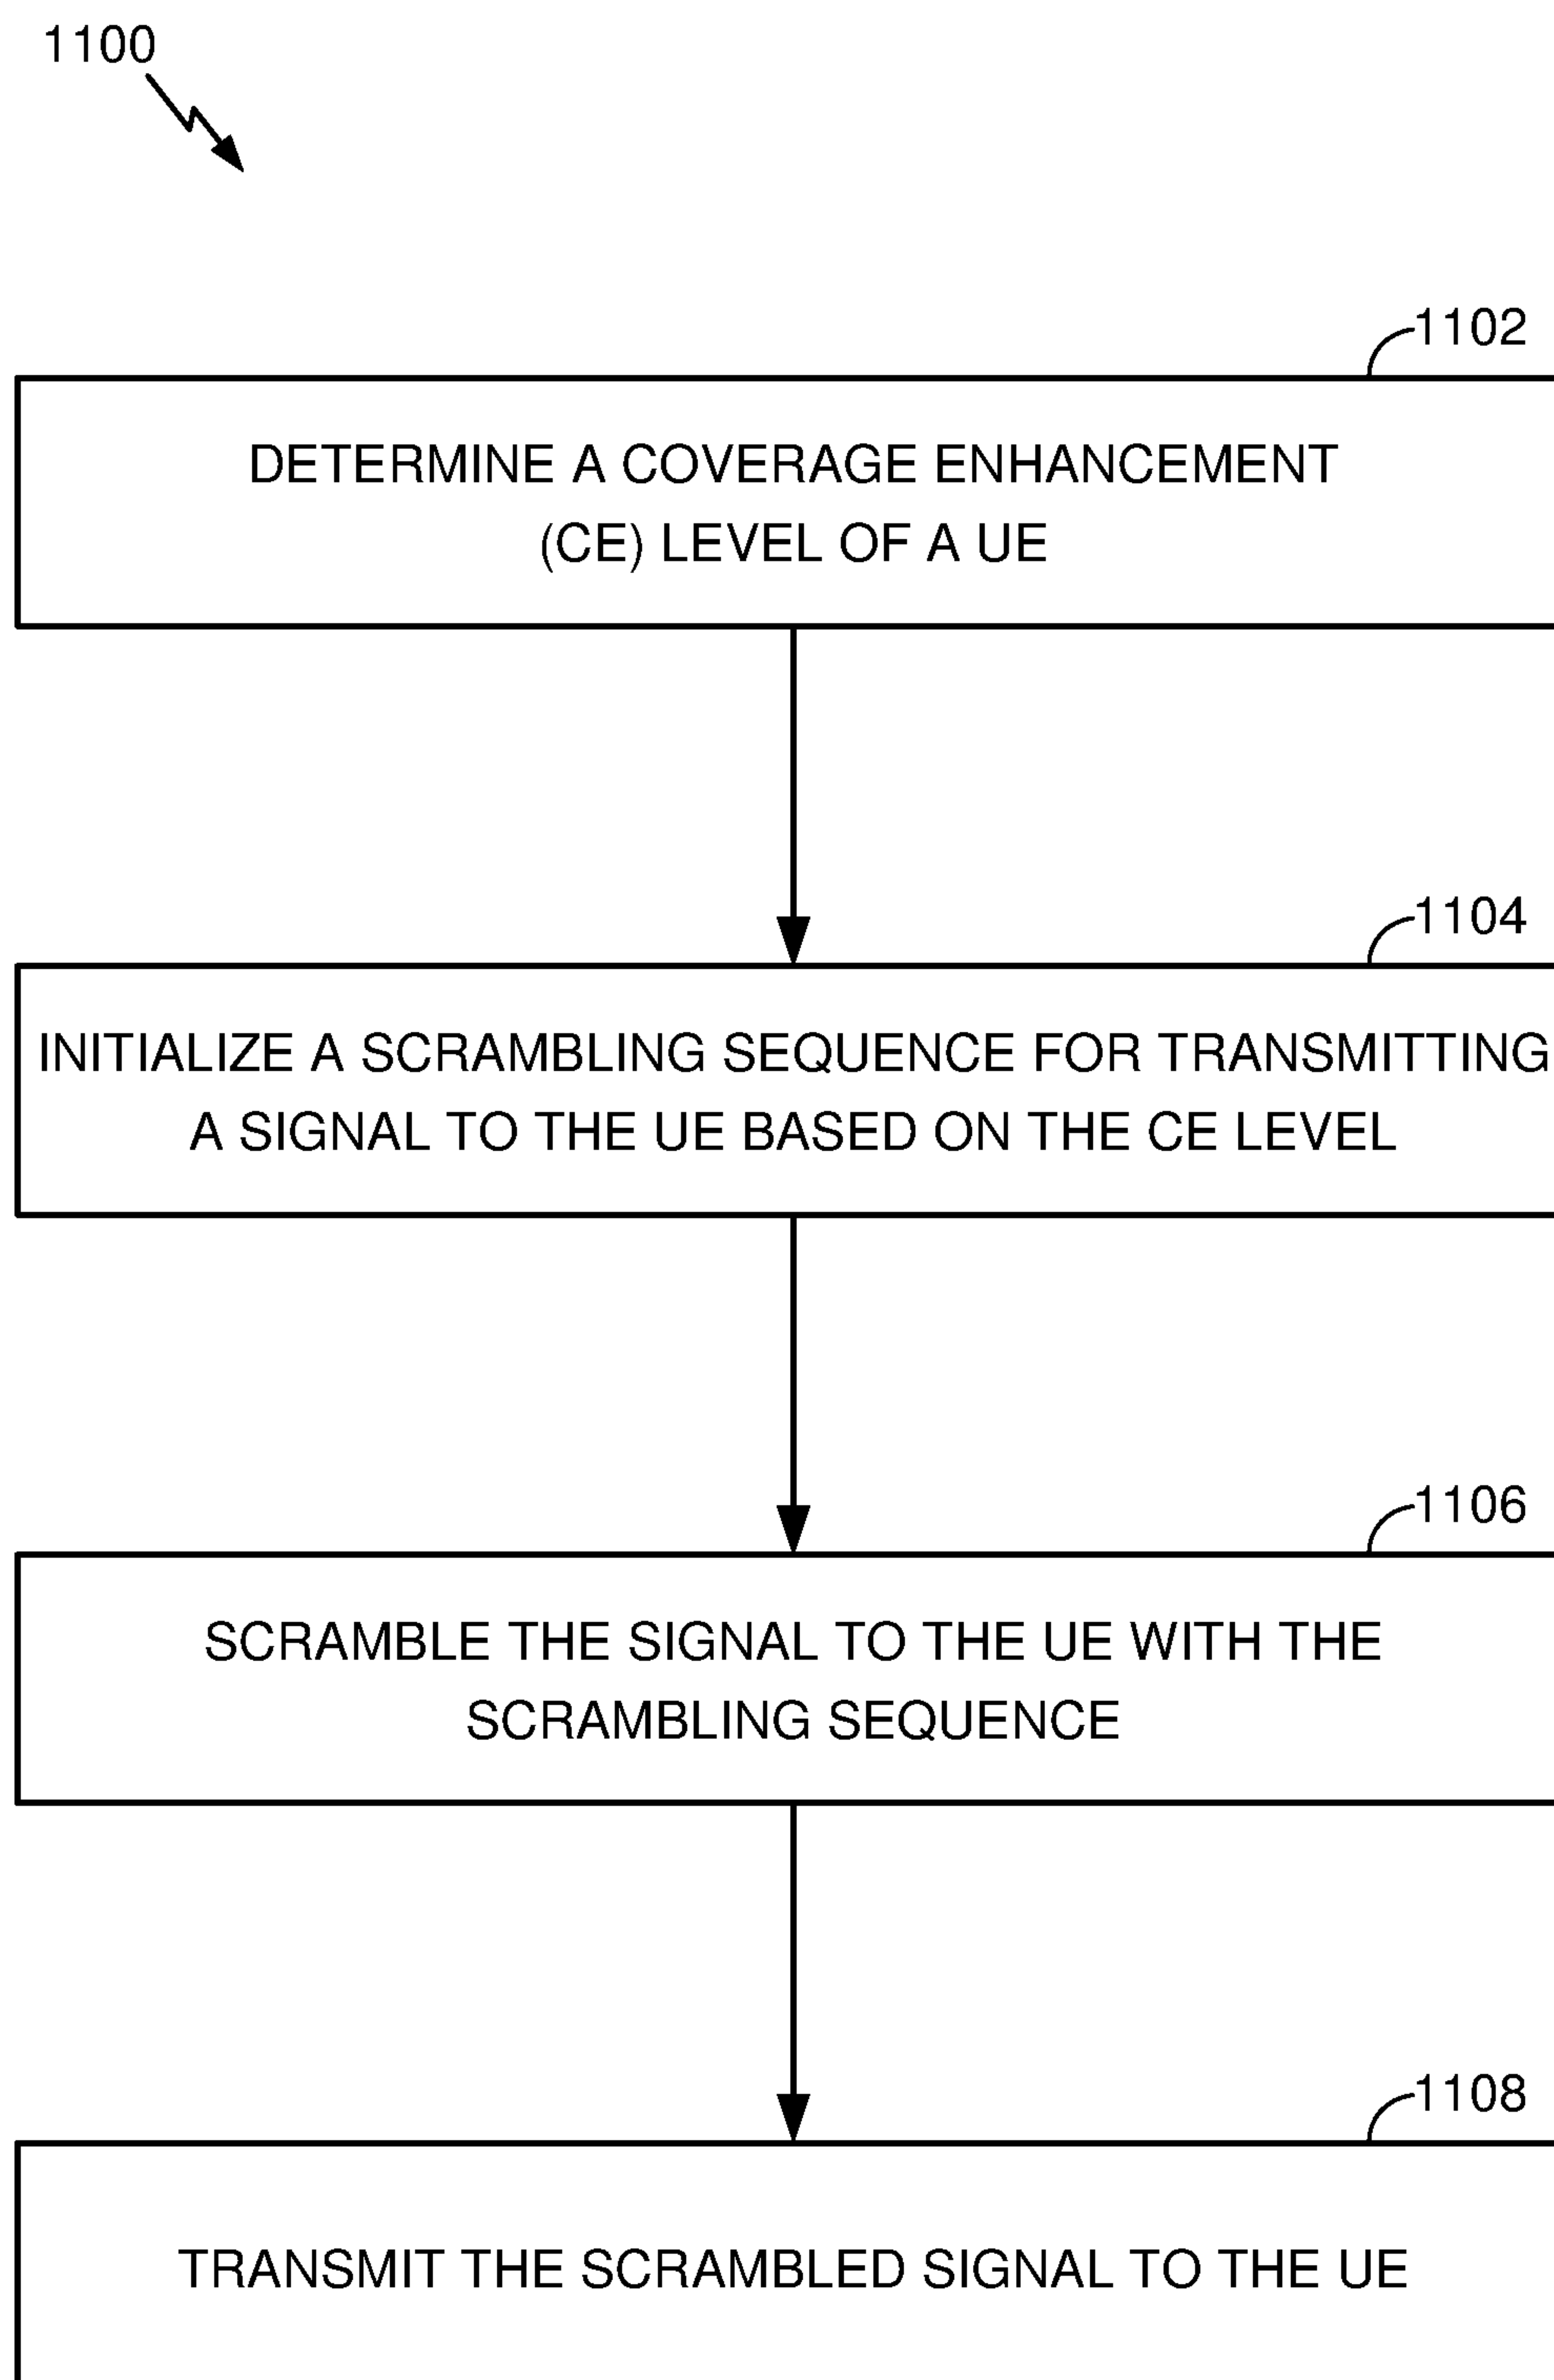 1100
1102
DETERMINE A COVERAGE ENHANCEMENT
(CE) LEVEL OF A UE
1104
INITIALIZE A SCRAMBLING SEQUENCE FOR TRANSMITTING
A SIGNAL TO THE UE BASED ON THE CE LEVEL
1106
SCRAMBLE THE SIGNAL TO THE UE WITH THE
SCRAMBLING SEQUENCE
1108
TRANSMIT THE SCRAMBLED SIGNAL TO THE UE